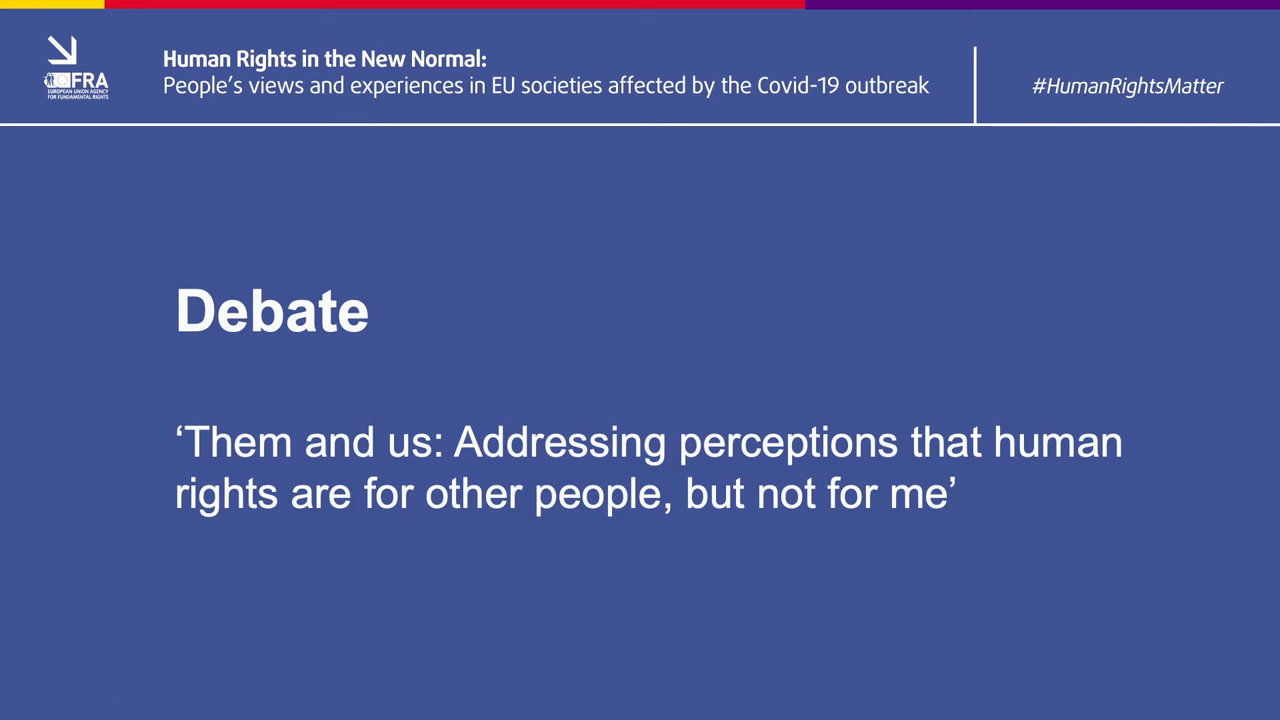 FRA
EUROPEAN UNION AGENCY
FOR FUNDAMENTAL RIGHTS
Human Rights in the New Normal:
People’s views and experiences in EU societies affected by the Covid-19 outbreak
#HumanRightsMatter
Debate
‘Them and us: Addressing perceptions that human
rights are for other people, but not for me’